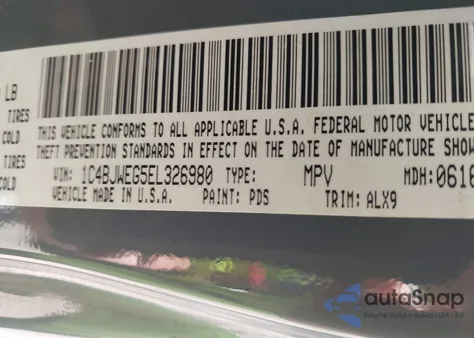 LB
TIRES
COLD
TIRES
COLD
THIS VEHICLE CONFORMS TO ALL APPLICABLE U.S.A. FEDERAL MOTOR VEHICLE
THEFT PREVENTION STANDARDS IN EFFECT ON THE DATE OF MANUFACTURE SHOW
VIN: 1C4BJWEG5EL326980 TYPE: MPV MDH: 0616
VEHICLE MADE IN U.S.A. PAINT: PDS TRIM: ALX9
autoSnap